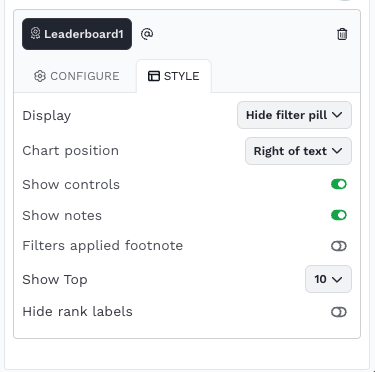 Leaderboard1 @
CONFIGURE STYLE
Display Hide filter pill
Chart position Right of text
Show controls
Show notes
Filters applied footnote
Show Top 10
Hide rank labels